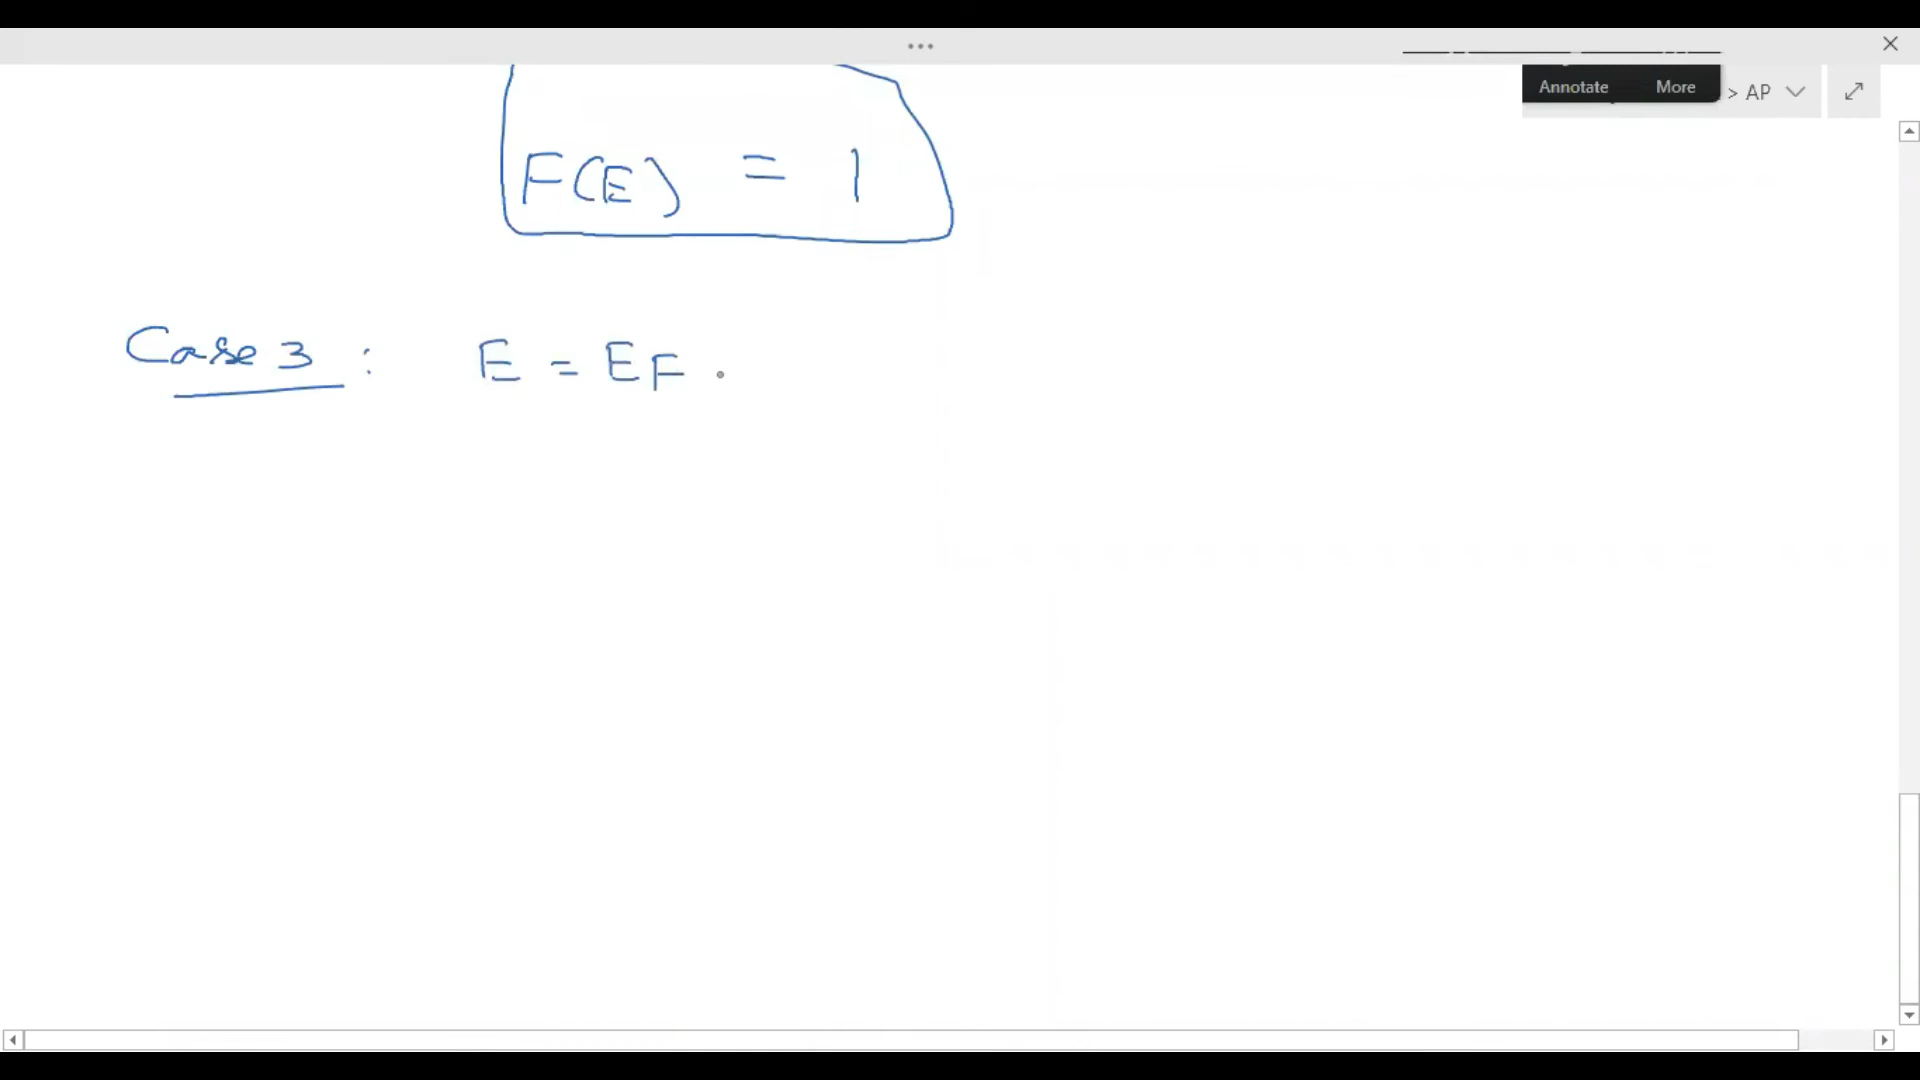 Annotate More > AP
F(E) = 1
Case 3 : E = EF .